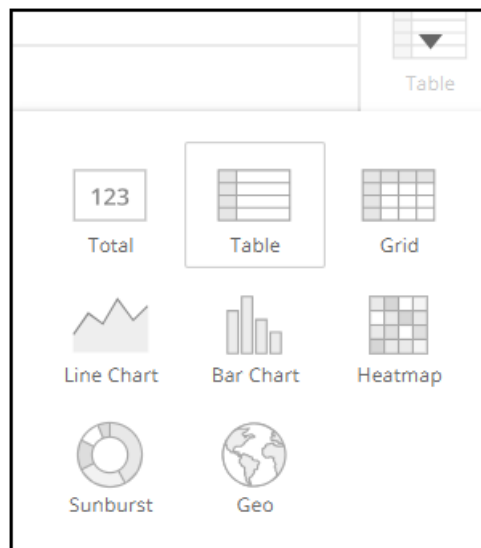 Table
123
Total
Table
Grid
Line Chart
Bar Chart
Heatmap
Sunburst
Geo